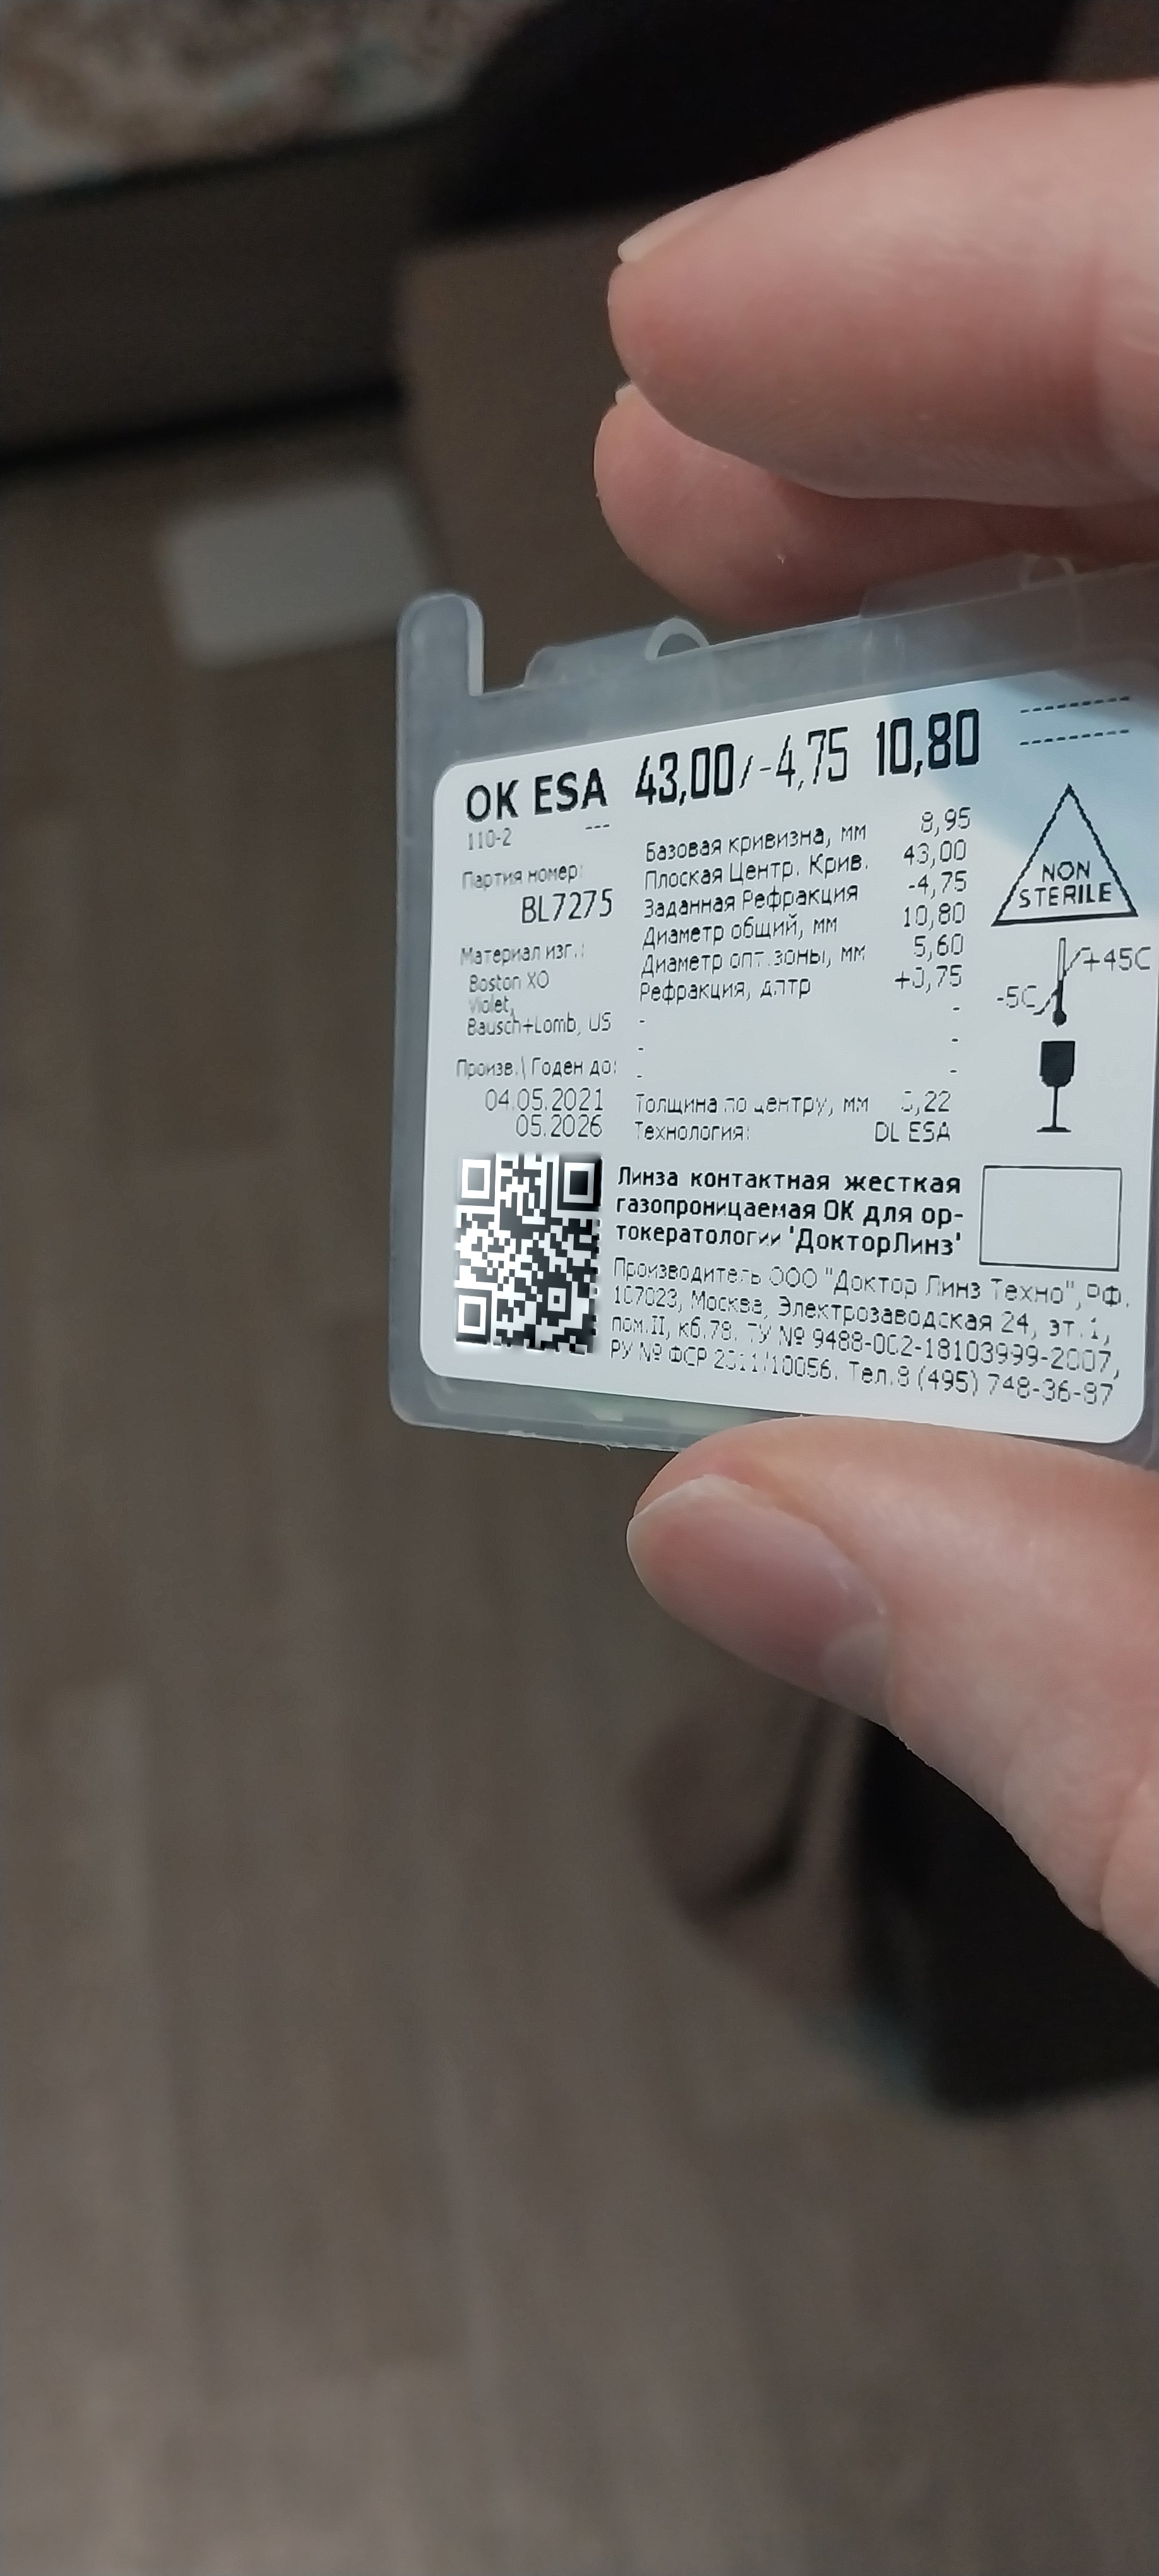 OK ESA 43,00/-4,75 10,80
110-2 ---
Партия номер:
BL7275
Материал изг.:
Boston XO
Violet,
Bausch+Lomb, US
Произв.\ Годен до:
04.05.2021
05.2026
Базовая кривизна, мм 8,95
Плоская Центр. Крив. 43,00
Заданная Рефракция -4,75
Диаметр общий, мм 10,80
Диаметр опт.зоны, мм 5,60
Рефракция, дптр +0,75
- -
- -
- -
Толщина по центру, мм 0,22
Технология: DL ESA
NON
STERILE
+45C
-5C
Линза контактная жесткая
газопроницаемая ОК для ор-
токератологии 'ДокторЛинз'
Производитель ООО "Доктор Линз Техно", РФ.
107023, Москва, Электрозаводская 24, эт.1,
пом.II, кб.78. ТУ № 9488-002-18103999-2007,
РУ № ФСР 2011/10056. Тел.8 (495) 748-36-87